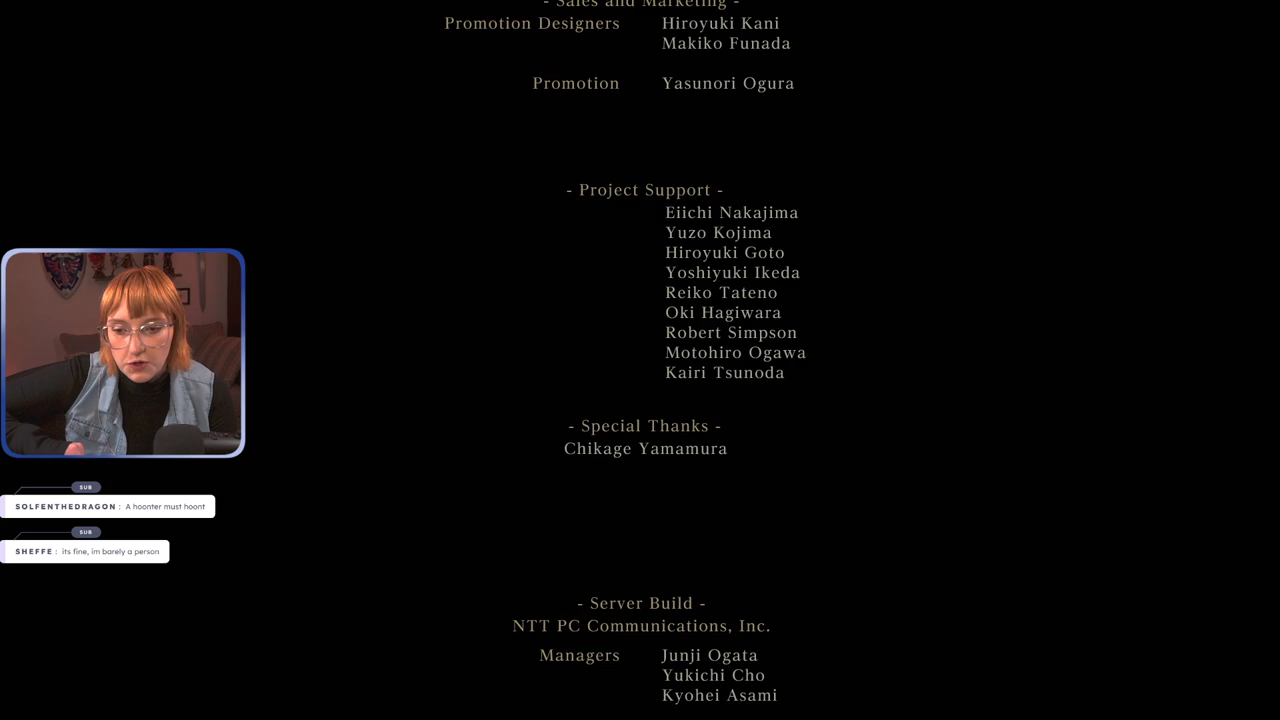 - Sales and Marketing -
Promotion Designers Hiroyuki Kani
Makiko Funada
Promotion Yasunori Ogura
- Project Support -
Eiichi Nakajima
Yuzo Kojima
Hiroyuki Goto
Yoshiyuki Ikeda
Reiko Tateno
Oki Hagiwara
Robert Simpson
Motohiro Ogawa
Kairi Tsunoda
- Special Thanks -
Chikage Yamamura
SUB
SOLFENTHEDRAGON : A hoonter must hoont
SUB
SHEFFE : its fine, im barely a person
- Server Build -
NTT PC Communications, Inc.
Managers Junji Ogata
Yukichi Cho
Kyohei Asami